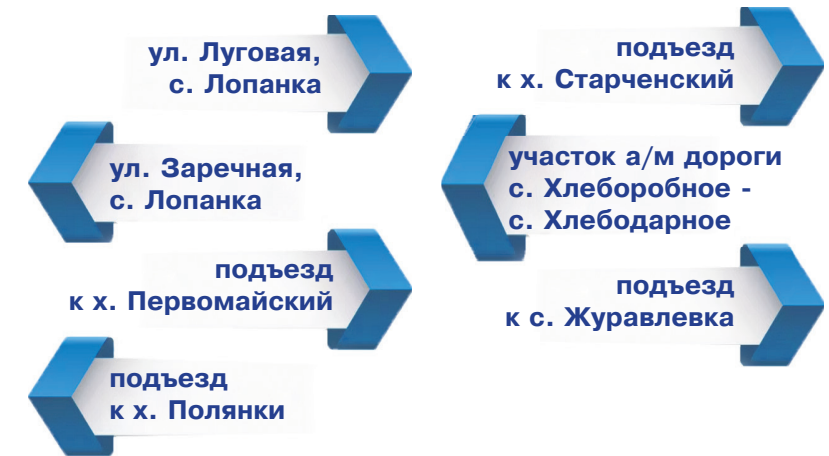 ул. Луговая,
с. Лопанка
ул. Заречная,
с. Лопанка
подъезд
к х. Первомайский
подъезд
к х. Полянки
подъезд
к х. Старченский
участок а/м дороги
с. Хлеборобное -
с. Хлебодарное
подъезд
к с. Журавлевка